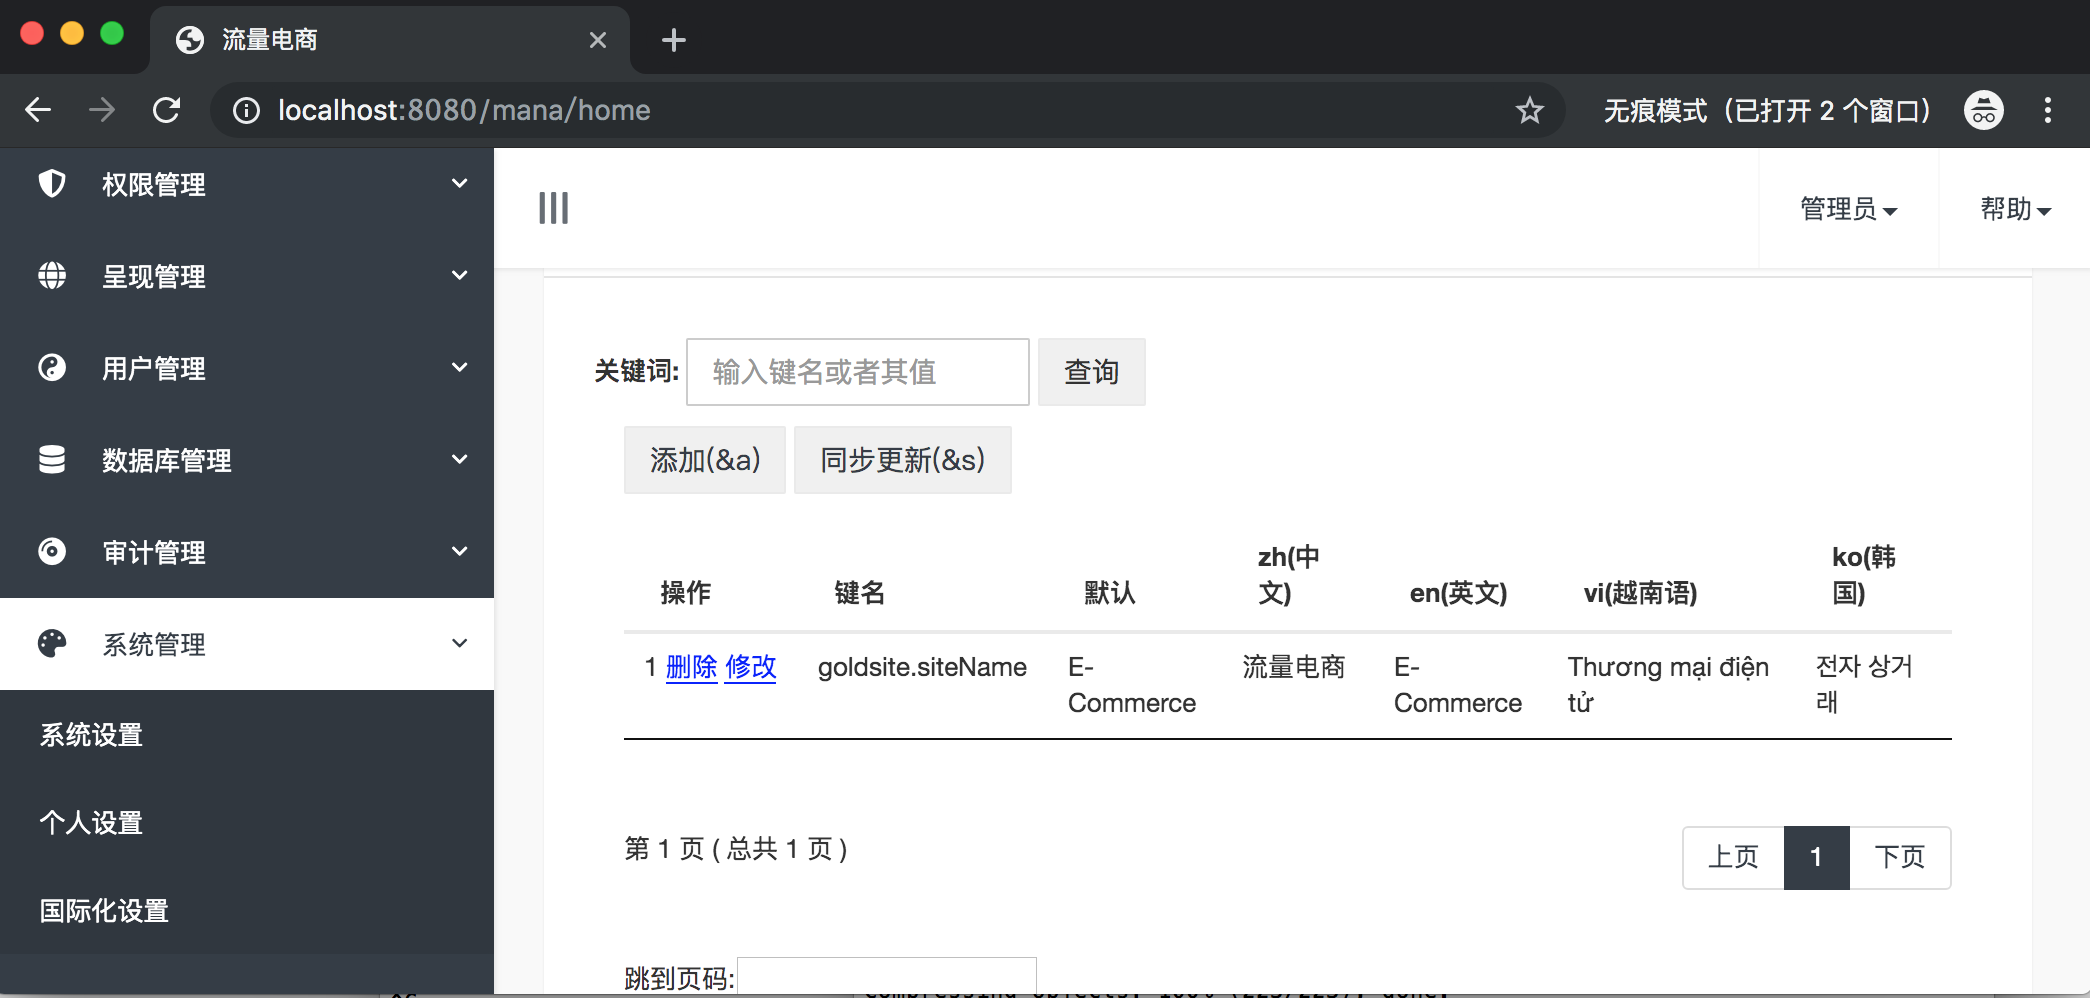 流量电商
localhost:8080/mana/home
无痕模式（已打开 2 个窗口）
权限管理
呈现管理
用户管理
数据库管理
审计管理
系统管理
系统设置
个人设置
国际化设置
管理员
帮助
关键词:
输入键名或者其值
查询
添加(&a)
同步更新(&s)
操作
键名
默认
zh(中
文)
en(英文)
vi(越南语)
ko(韩
国)
1 删除 修改
goldsite.siteName
E-
Commerce
流量电商
E-
Commerce
Thương mại điện
tử
전자 상거
래
第 1 页 ( 总共 1 页 )
上页
1
下页
跳到页码: